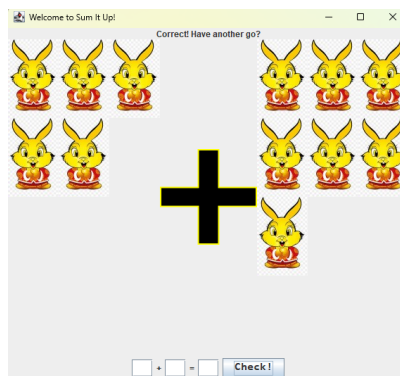 Welcome to Sum It Up!
Correct! Have another go?
+ =  Check!